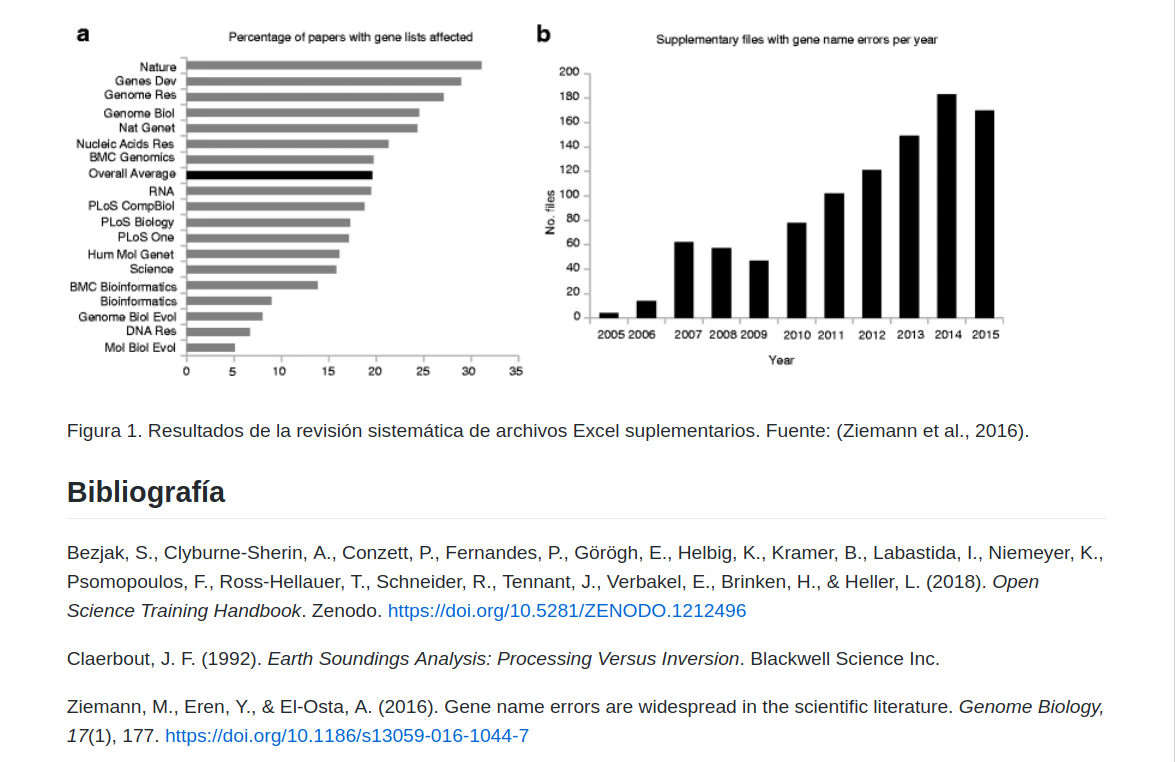 a
Percentage of papers with gene lists affected
Nature
Genes Dev
Genome Res
Genome Biol
Nat Genet
Nucleic Acids Res
BMC Genomics
Overall Average
RNA
PLoS CompBiol
PLoS Biology
PLoS One
Hum Mol Genet
Science
BMC Bioinformatics
Bioinformatics
Genome Biol Evol
DNA Res
Mol Biol Evol
0 5 10 15 20 25 30 35
b
Supplementary files with gene name errors per year
No. files
200
180
160
140
120
100
80
60
40
20
0
2005 2006 2007 2008 2009 2010 2011 2012 2013 2014 2015
Year
Figura 1. Resultados de la revisión sistemática de archivos Excel suplementarios. Fuente: (Ziemann et al., 2016).
Bibliografía
Bezjak, S., Clyburne-Sherin, A., Conzett, P., Fernandes, P., Görögh, E., Helbig, K., Kramer, B., Labastida, I., Niemeyer, K.,
Psomopoulos, F., Ross-Hellauer, T., Schneider, R., Tennant, J., Verbakel, E., Brinken, H., & Heller, L. (2018). Open
Science Training Handbook. Zenodo. https://doi.org/10.5281/ZENODO.1212496
Claerbout, J. F. (1992). Earth Soundings Analysis: Processing Versus Inversion. Blackwell Science Inc.
Ziemann, M., Eren, Y., & El-Osta, A. (2016). Gene name errors are widespread in the scientific literature. Genome Biology,
17(1), 177. https://doi.org/10.1186/s13059-016-1044-7